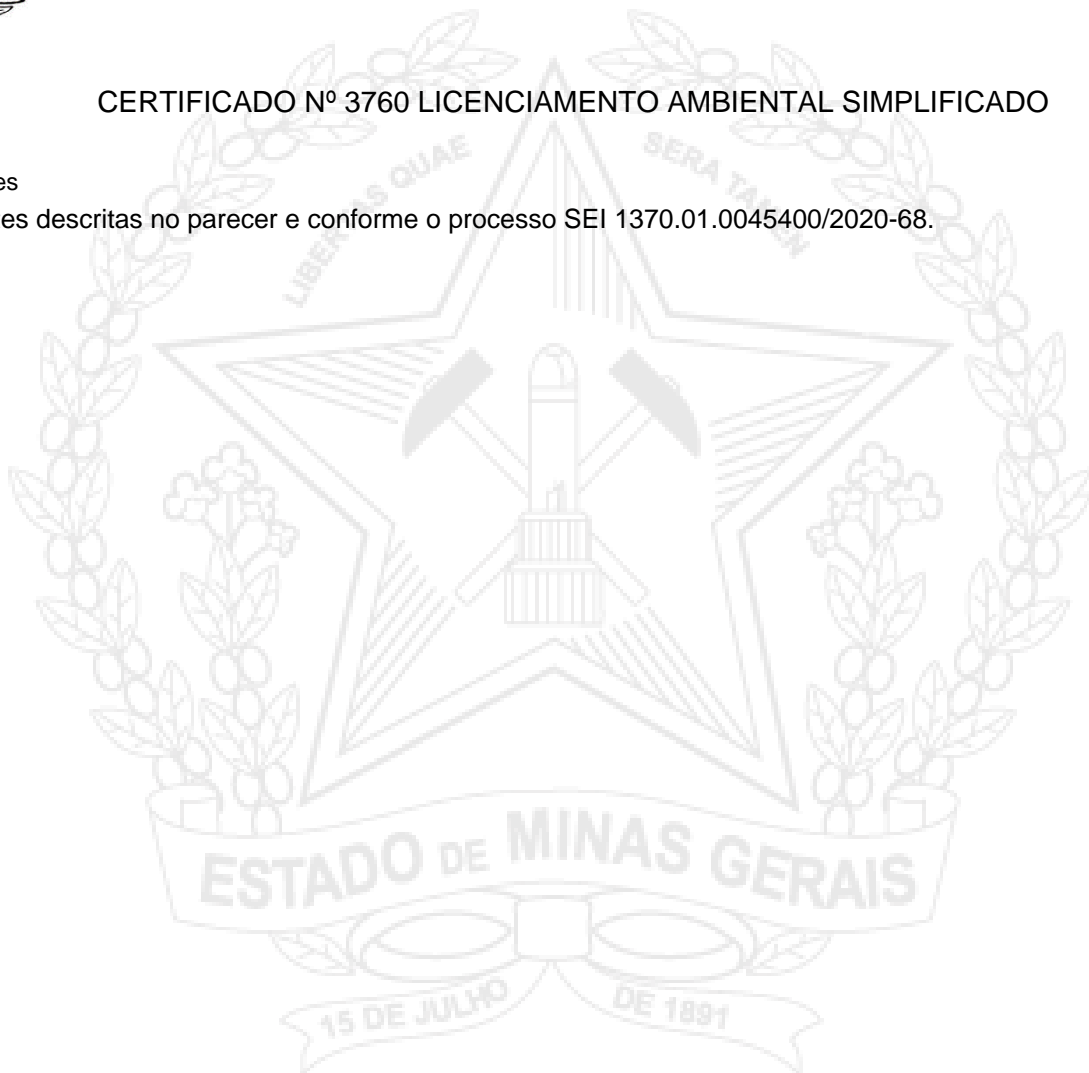 CERTIFICADO Nº 3760 LICENCIAMENTO AMBIENTAL SIMPLIFICADO
es
es descritas no parecer e conforme o processo SEI 1370.01.0045400/2020-68.
LIBERTAS QUAE SERA TAMEN
ESTADO DE MINAS GERAIS
15 DE JULHO DE 1891